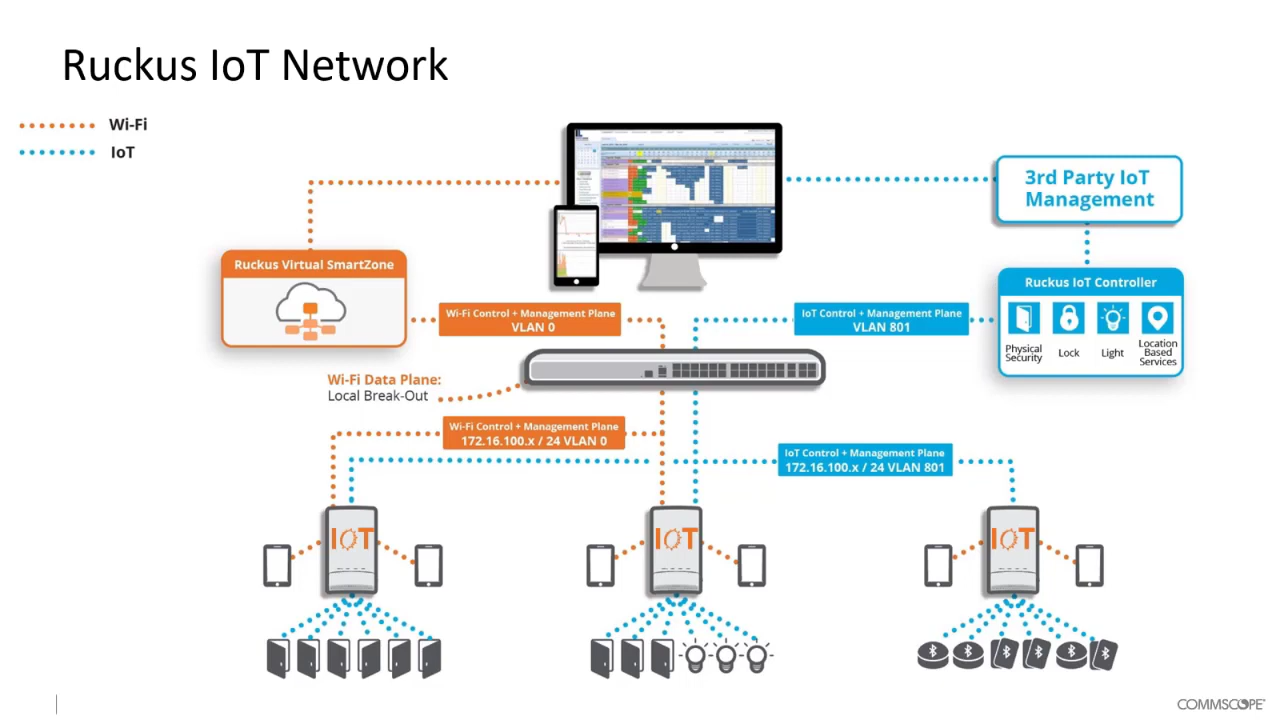 Ruckus IoT Network
Wi-Fi
IoT
3rd Party IoT
Management
Ruckus Virtual SmartZone
Ruckus IoT Controller
Wi-Fi Control + Management Plane
VLAN 0
IoT Control + Management Plane
VLAN 801
Physical
Security
Lock
Light
Location
Based
Services
Wi-Fi Data Plane:
Local Break-Out
Wi-Fi Control + Management Plane
172.16.100.x / 24 VLAN 0
IoT Control + Management Plane
172.16.100.x / 24 VLAN 801
IoT
IoT
IoT
COMMSCOPE®